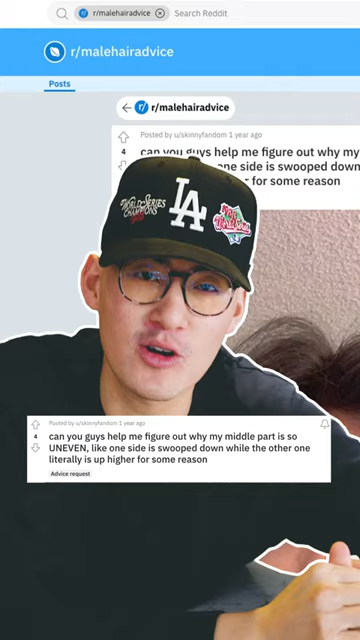 r/malehairadvice
Search Reddit
r/malehairadvice
Posts
r/ r/malehairadvice
Posted by u/skinnyfandom 1 year ago
4
can you guys help me figure out why my
one side is swooped down
for some reason
WORLD SERIES
CHAMPIONS
LA
World Series
Posted by u/skinnyfandom 1 year ago
4
can you guys help me figure out why my middle part is so
UNEVEN, like one side is swooped down while the other one
literally is up higher for some reason
Advice request